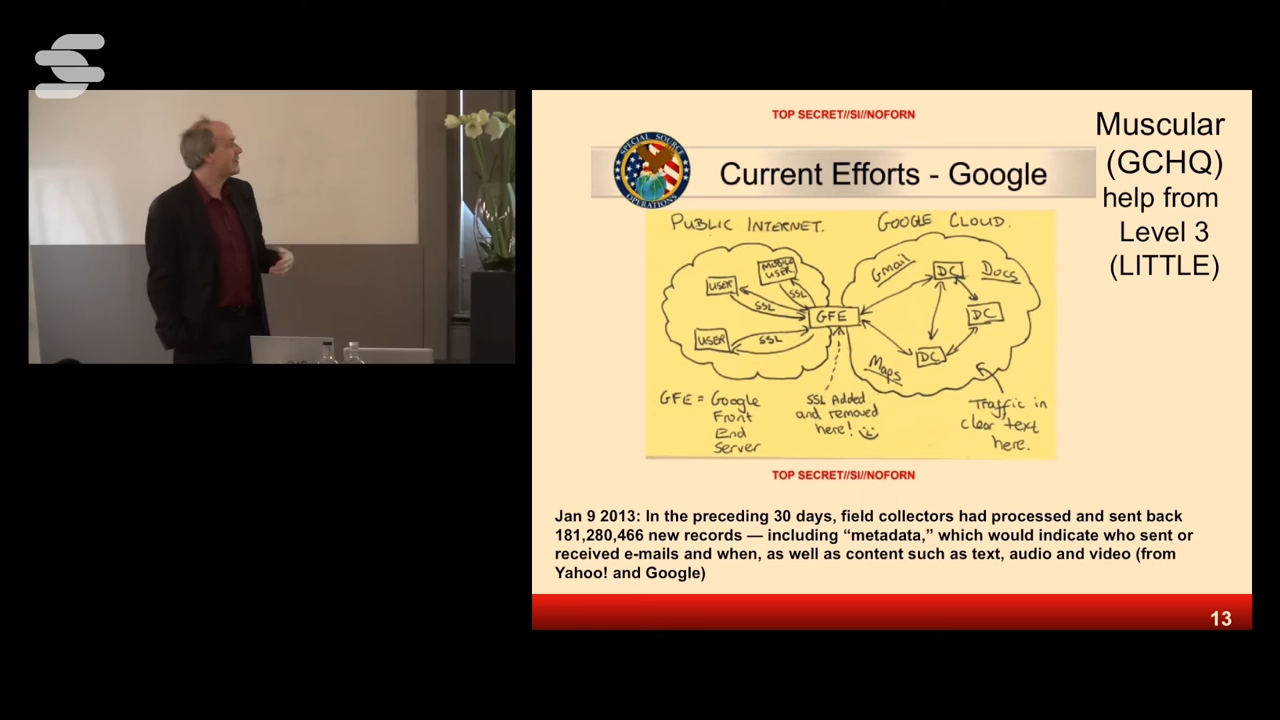 TOP SECRET//SI//NOFORN
Muscular
(GCHQ)
help from
Level 3
(LITTLE)
SPECIAL SOURCE
OPERATIONS
Current Efforts - Google
PUBLIC INTERNET.
GOOGLE CLOUD.
Gmail
DC
Docs
MOBILE
USER
USER
SSL
SSL
GFE
DC
USER
SSL
Maps
DC
GFE = Google
Front
End
Server
SSL Added
and removed
here!
Traffic in
clear text
here.
TOP SECRET//SI//NOFORN
Jan 9 2013: In the preceding 30 days, field collectors had processed and sent back
181,280,466 new records — including “metadata,” which would indicate who sent or
received e-mails and when, as well as content such as text, audio and video (from
Yahoo! and Google)
13